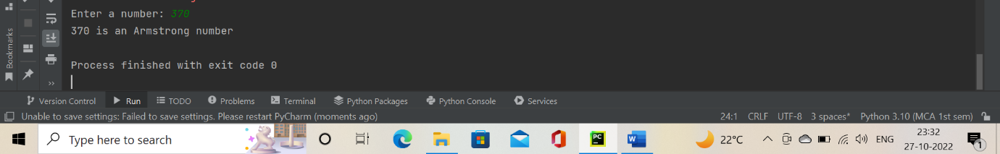 Enter a number: 370
370 is an Armstrong number
Process finished with exit code 0
Bookmarks
Version Control Run TODO Problems Terminal Python Packages Python Console Services
Unable to save settings: Failed to save settings. Please restart PyCharm (moments ago) 24:1 CRLF UTF-8 3 spaces* Python 3.10 (MCA 1st sem)
Type here to search PC W 22°C ENG 23:32
27-10-2022 1